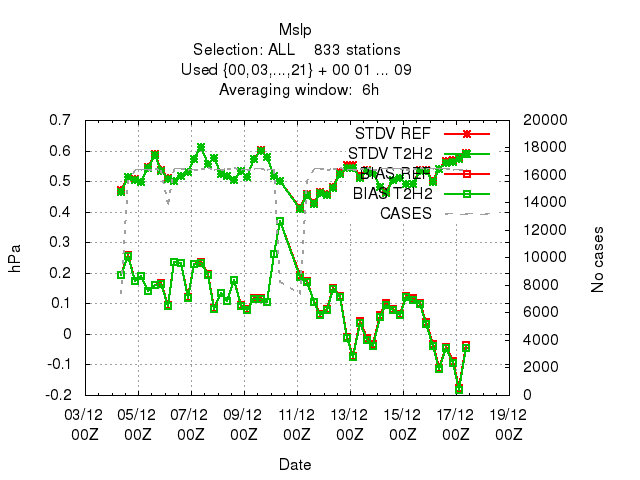 Mslp
Selection: ALL    833 stations
Used {00,03,...,21} + 00 01 ... 09
Averaging window:  6h
0.7
0.6
0.5
0.4
0.3
0.2
0.1
0
-0.1
-0.2
hPa
STDV REF
STDV T2H2
BIAS REF
BIAS T2H2
CASES
20000
18000
16000
14000
12000
10000
8000
6000
4000
2000
0
No cases
03/12 05/12 07/12 09/12 11/12 13/12 15/12 17/12 19/12
00Z 00Z 00Z 00Z 00Z 00Z 00Z 00Z 00Z
Date